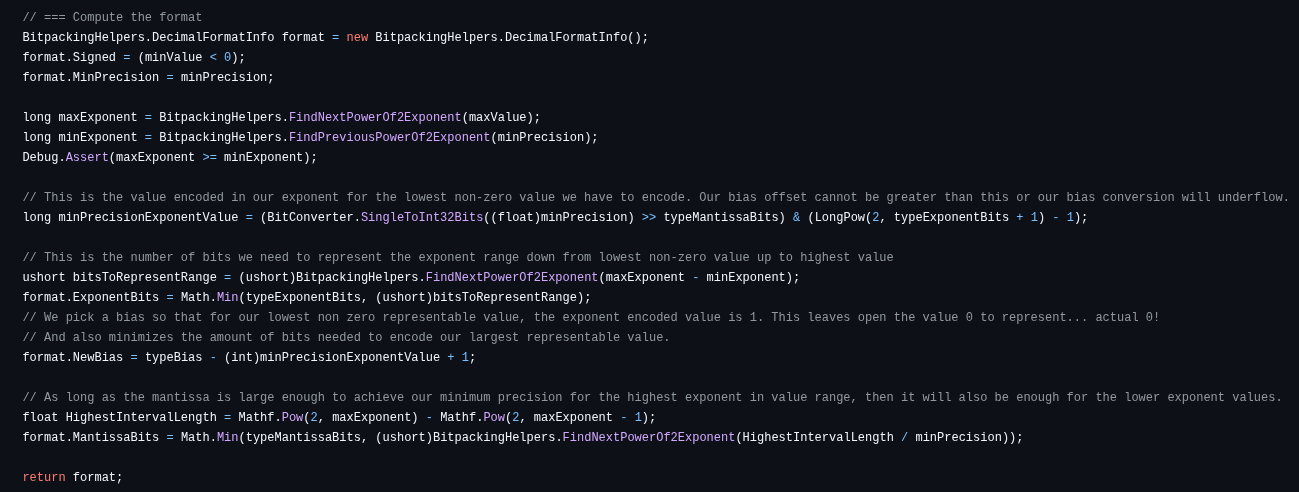 // === Compute the format
BitpackingHelpers.DecimalFormatInfo format = new BitpackingHelpers.DecimalFormatInfo();
format.Signed = (minValue < 0);
format.MinPrecision = minPrecision;
long maxExponent = BitpackingHelpers.FindNextPowerOf2Exponent(maxValue);
long minExponent = BitpackingHelpers.FindPreviousPowerOf2Exponent(minPrecision);
Debug.Assert(maxExponent >= minExponent);
// This is the value encoded in our exponent for the lowest non-zero value we have to encode. Our bias offset cannot be greater than this or our bias conversion will underflow.
long minPrecisionExponentValue = (BitConverter.SingleToInt32Bits((float)minPrecision) >> typeMantissaBits) & (LongPow(2, typeExponentBits + 1) - 1);
// This is the number of bits we need to represent the exponent range down from lowest non-zero value up to highest value
ushort bitsToRepresentRange = (ushort)BitpackingHelpers.FindNextPowerOf2Exponent(maxExponent - minExponent);
format.ExponentBits = Math.Min(typeExponentBits, (ushort)bitsToRepresentRange);
// We pick a bias so that for our lowest non zero representable value, the exponent encoded value is 1. This leaves open the value 0 to represent... actual 0!
// And also minimizes the amount of bits needed to encode our largest representable value.
format.NewBias = typeBias - (int)minPrecisionExponentValue + 1;
// As long as the mantissa is large enough to achieve our minimum precision for the highest exponent in value range, then it will also be enough for the lower exponent values.
float HighestIntervalLength = Mathf.Pow(2, maxExponent) - Mathf.Pow(2, maxExponent - 1);
format.MantissaBits = Math.Min(typeMantissaBits, (ushort)BitpackingHelpers.FindNextPowerOf2Exponent(HighestIntervalLength / minPrecision));
return format;